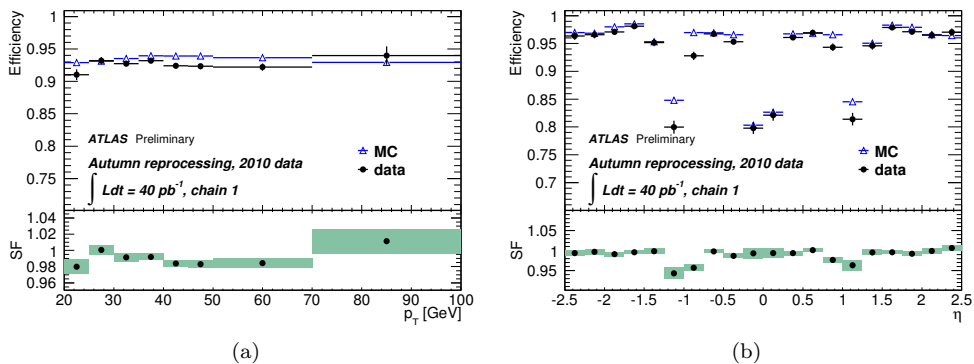 Efficiency
1
0.95
0.9
0.85
0.8
0.75
ATLAS Preliminary
Autumn reprocessing, 2010 data
∫ Ldt = 40 pb⁻¹, chain 1
MC
data
SF
1.04
1.02
1
0.98
0.96
20 30 40 50 60 70 80 90 100
p_T [GeV]
(a)
Efficiency
1
0.95
0.9
0.85
0.8
0.75
0.7
ATLAS Preliminary
Autumn reprocessing, 2010 data
∫ Ldt = 40 pb⁻¹, chain 1
MC
data
SF
1.05
1
0.95
-2.5 -2 -1.5 -1 -0.5 0 0.5 1 1.5 2 2.5
η
(b)